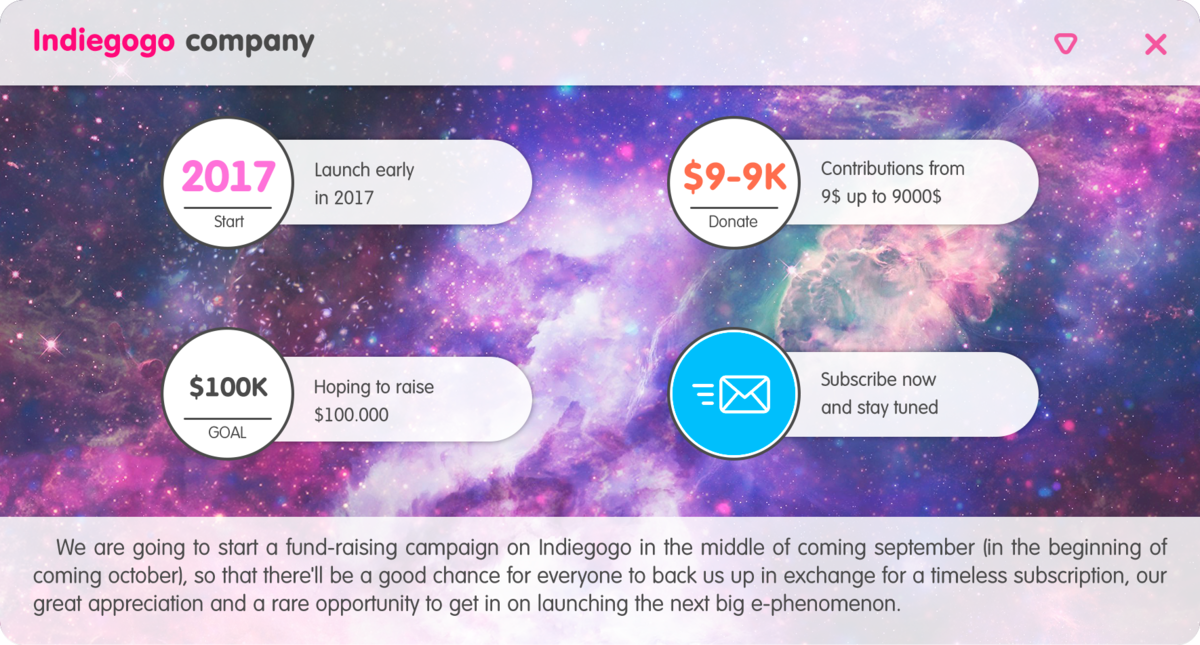 Indiegogo company
2017
Start
Launch early
in 2017
$9-9K
Donate
Contributions from
9$ up to 9000$
$100K
GOAL
Hoping to raise
$100.000
Subscribe now
and stay tuned
We are going to start a fund-raising campaign on Indiegogo in the middle of coming september (in the beginning of
coming october), so that there'll be a good chance for everyone to back us up in exchange for a timeless subscription, our
great appreciation and a rare opportunity to get in on launching the next big e-phenomenon.